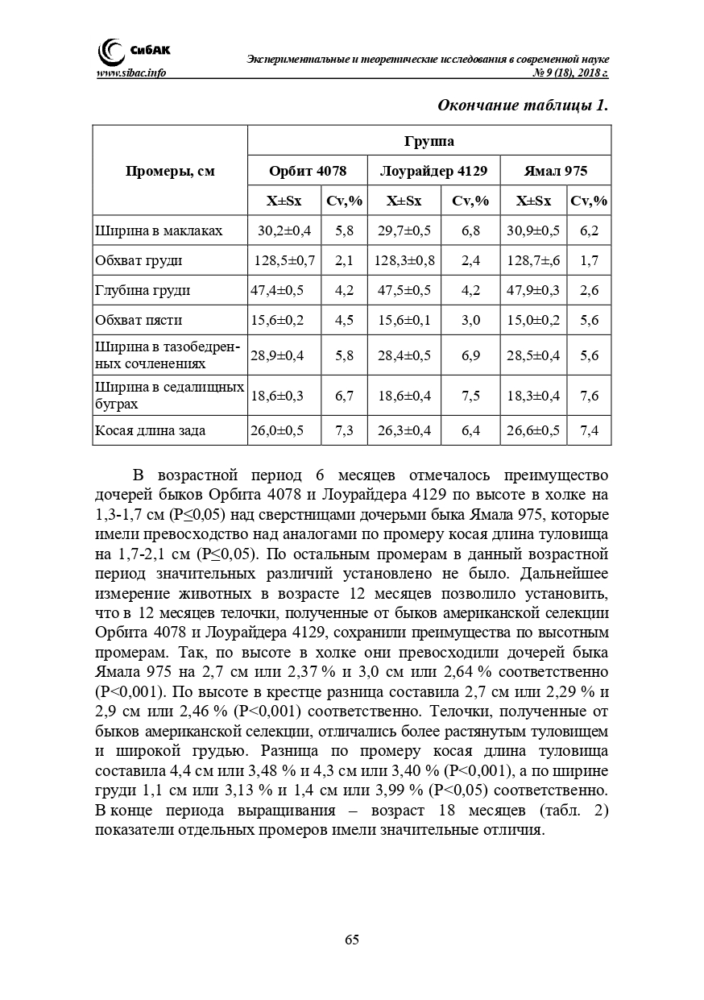 СибАК
www.sibac.info
Экспериментальные и теоретические исследования в современной науке
№ 9 (18), 2018 г.
Окончание таблицы 1.
Промеры, см
Группа
Орбит 4078 Лоурайдер 4129 Ямал 975
X±Sx Cv,% X±Sx Cv,% X±Sx Cv,%
Ширина в маклаках 30,2±0,4 5,8 29,7±0,5 6,8 30,9±0,5 6,2
Обхват груди 128,5±0,7 2,1 128,3±0,8 2,4 128,7±,6 1,7
Глубина груди 47,4±0,5 4,2 47,5±0,5 4,2 47,9±0,3 2,6
Обхват пясти 15,6±0,2 4,5 15,6±0,1 3,0 15,0±0,2 5,6
Ширина в тазобедрен-
ных сочленениях 28,9±0,4 5,8 28,4±0,5 6,9 28,5±0,4 5,6
Ширина в седалищных
буграх 18,6±0,3 6,7 18,6±0,4 7,5 18,3±0,4 7,6
Косая длина зада 26,0±0,5 7,3 26,3±0,4 6,4 26,6±0,5 7,4
В возрастной период 6 месяцев отмечалось преимущество
дочерей быков Орбита 4078 и Лоурайдера 4129 по высоте в холке на
1,3-1,7 см (P≤0,05) над сверстницами дочерьми быка Ямала 975, которые
имели превосходство над аналогами по промеру косая длина туловища
на 1,7-2,1 см (P≤0,05). По остальным промерам в данный возрастной
период значительных различий установлено не было. Дальнейшее
измерение животных в возрасте 12 месяцев позволило установить,
что в 12 месяцев телочки, полученные от быков американской селекции
Орбита 4078 и Лоурайдера 4129, сохранили преимущества по высотным
промерам. Так, по высоте в холке они превосходили дочерей быка
Ямала 975 на 2,7 см или 2,37 % и 3,0 см или 2,64 % соответственно
(P<0,001). По высоте в крестце разница составила 2,7 см или 2,29 % и
2,9 см или 2,46 % (P<0,001) соответственно. Телочки, полученные от
быков американской селекции, отличались более растянутым туловищем
и широкой грудью. Разница по промеру косая длина туловища
составила 4,4 см или 3,48 % и 4,3 см или 3,40 % (P<0,001), а по ширине
груди 1,1 см или 3,13 % и 1,4 см или 3,99 % (P<0,05) соответственно.
В конце периода выращивания – возраст 18 месяцев (табл. 2)
показатели отдельных промеров имели значительные отличия.
65